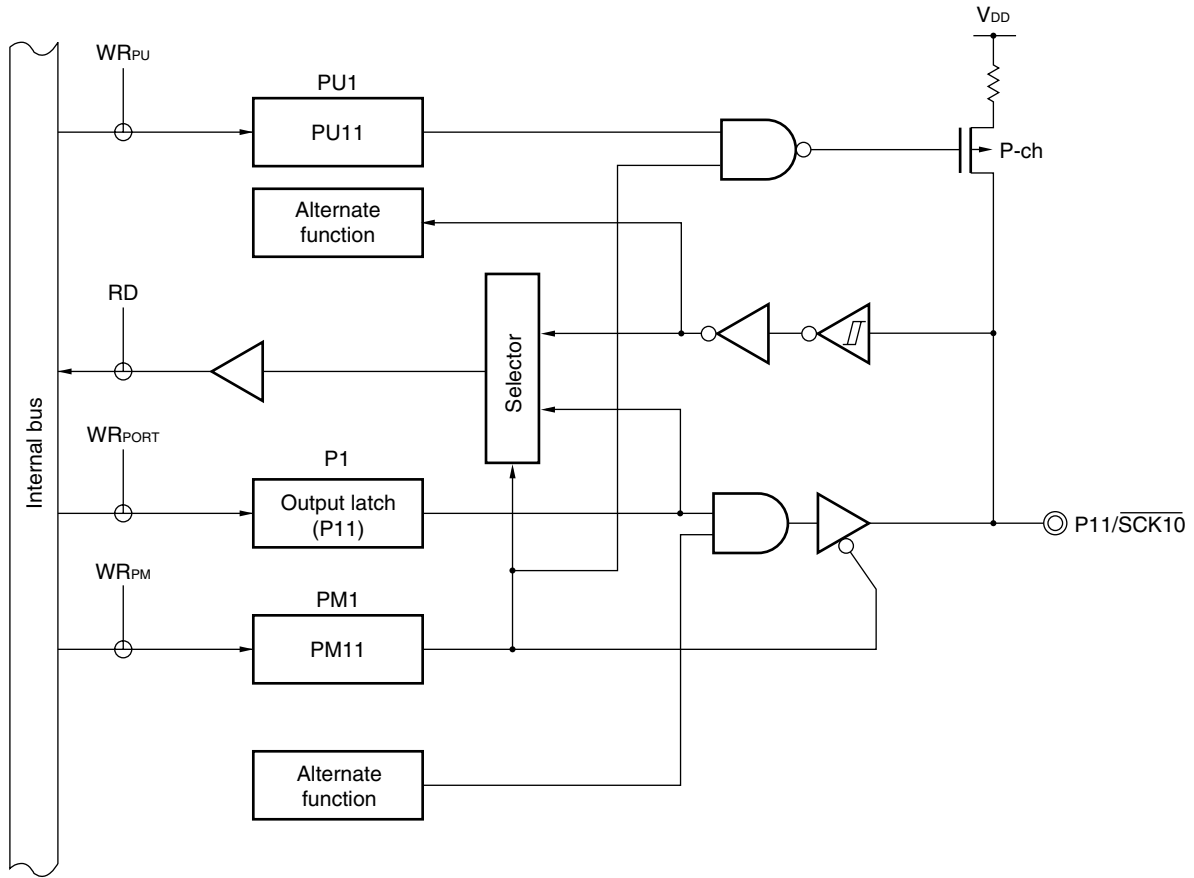 VDD
WRPU
PU1
PU11
P-ch
Alternate
function
RD
Selector
Internal bus
WRPORT
P1
Output latch
(P11)
P11/SCK10
WRPM
PM1
PM11
Alternate
function